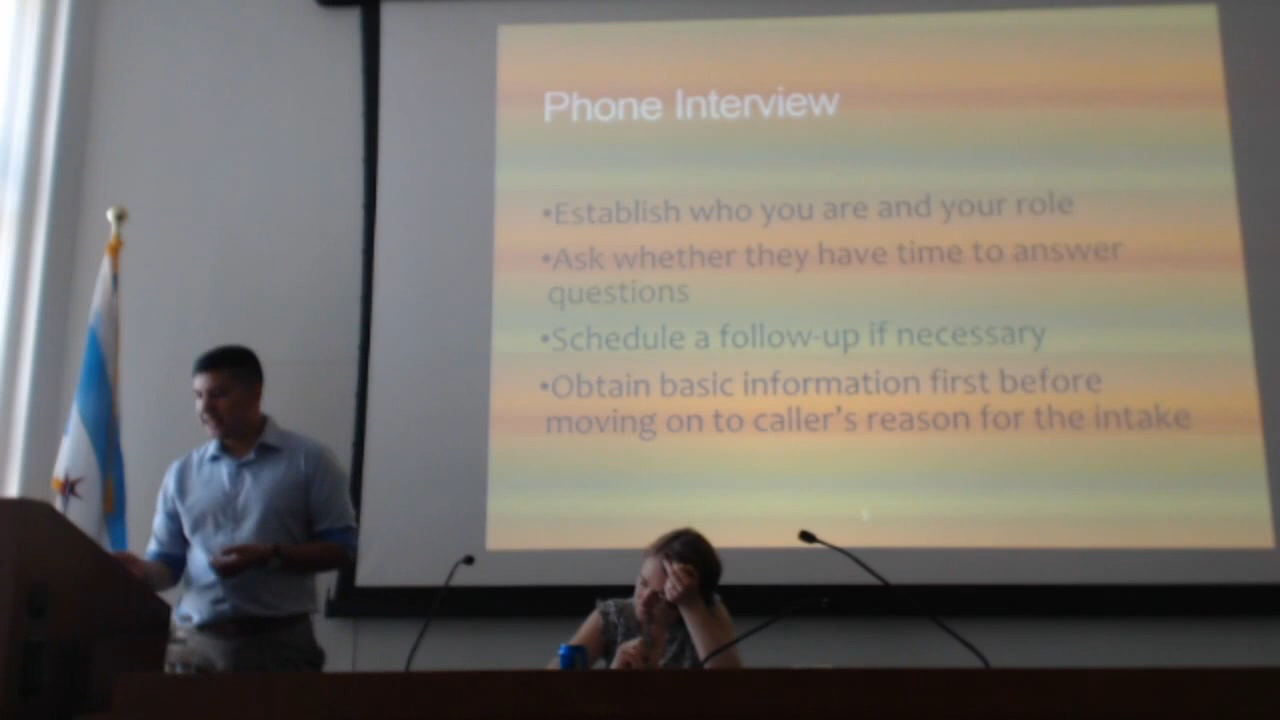 Phone Interview
•Establish who you are and your role
•Ask whether they have time to answer
questions
•Schedule a follow-up if necessary
•Obtain basic information first before
moving on to caller's reason for the intake